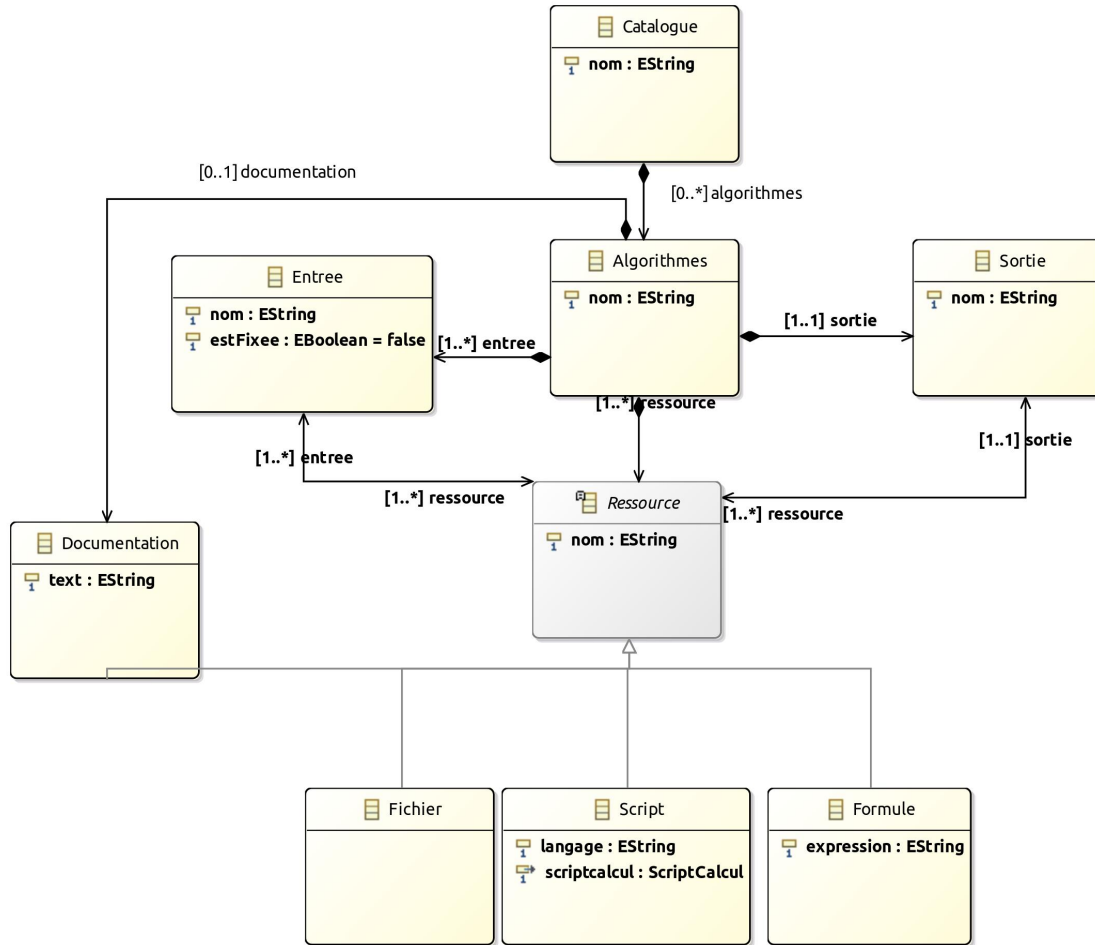 Catalogue
nom : EString
[0..1] documentation
[0..*] algorithmes
Entree
nom : EString
estFixee : EBoolean = false
Algorithmes
nom : EString
Sortie
nom : EString
[1..*] entree
[1..1] sortie
[1..*] ressource
[1..*] entree
[1..*] ressource
[1..1] sortie
[1..*] ressource
Ressource
nom : EString
Documentation
text : EString
Fichier
Script
langage : EString
scriptcalcul : ScriptCalcul
Formule
expression : EString